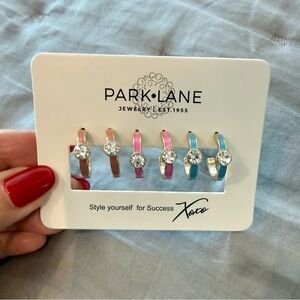 PARK•LANE
JEWELRY | EST.1955
Style yourself for Success Xoxo